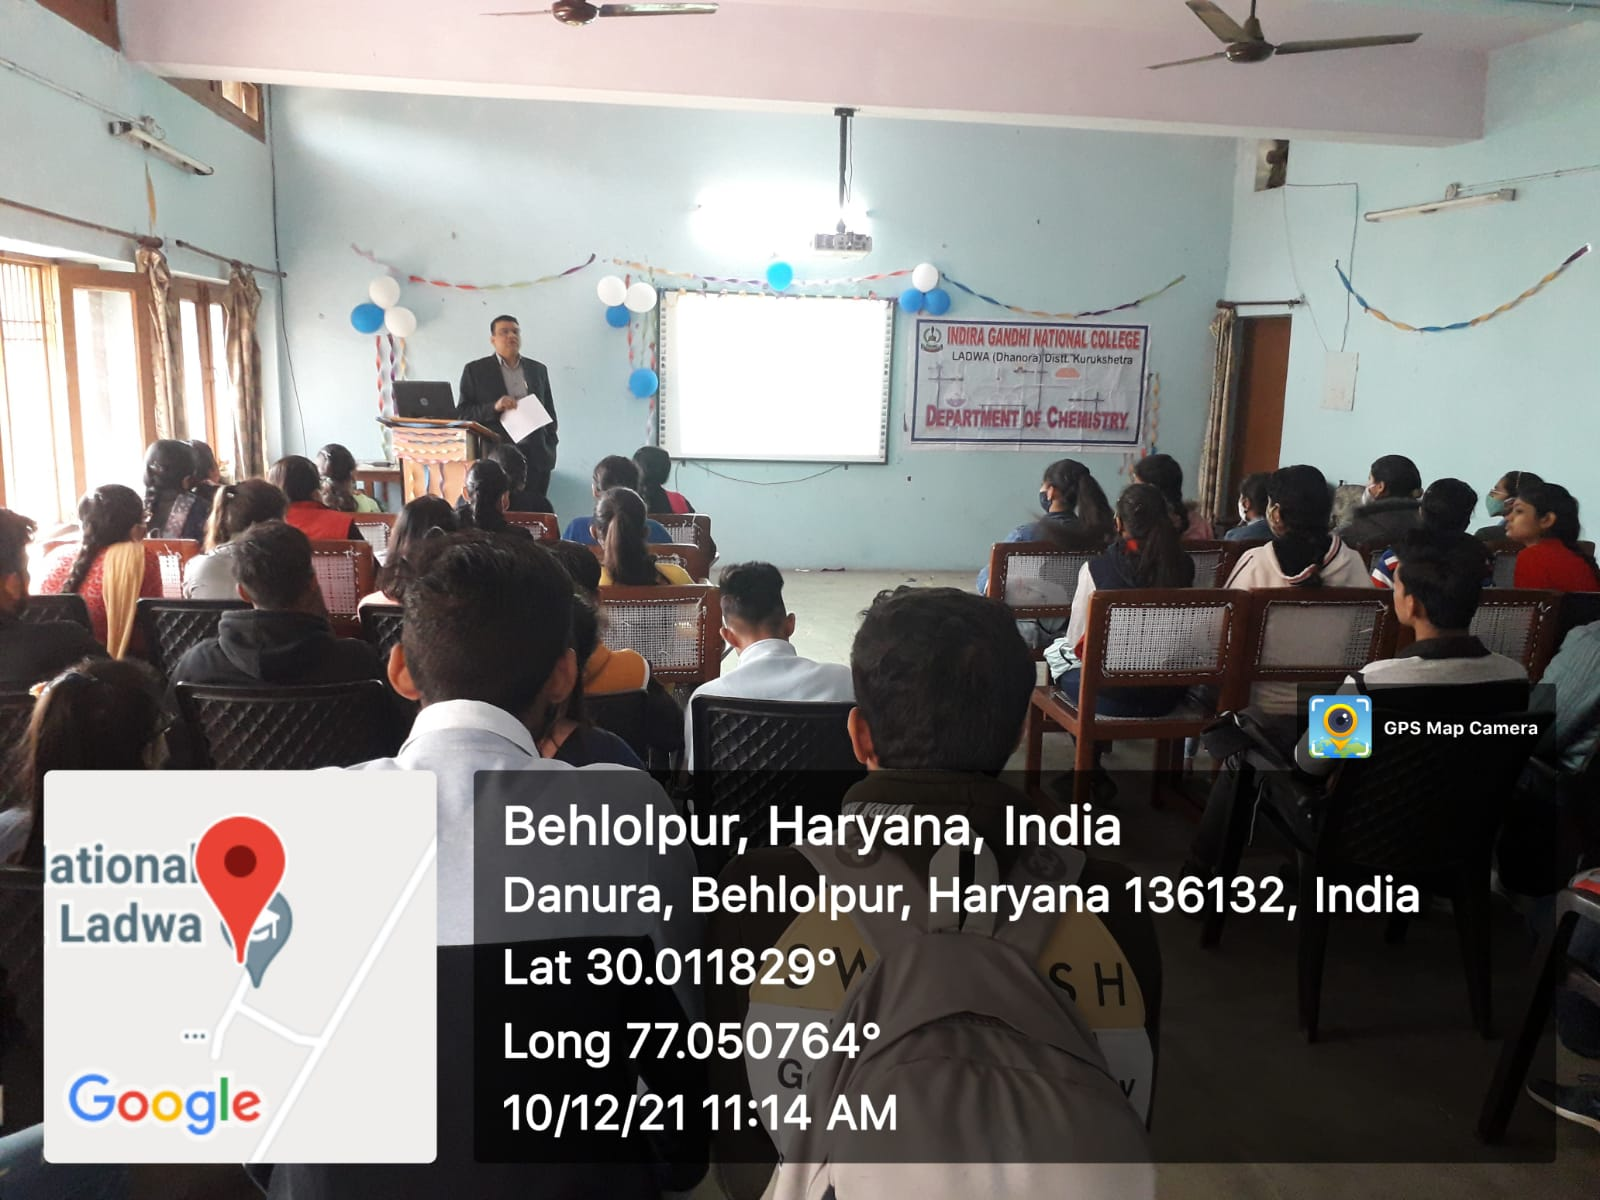 INDIRA GANDHI NATIONAL COLLEGE
LADWA (Dhanora) Distt. Kurukshetra
DEPARTMENT OF CHEMISTRY
GPS Map Camera
Ladwa
Google
Behlolpur, Haryana, India
Danura, Behlolpur, Haryana 136132, India
Lat 30.011829°
Long 77.050764°
10/12/21 11:14 AM